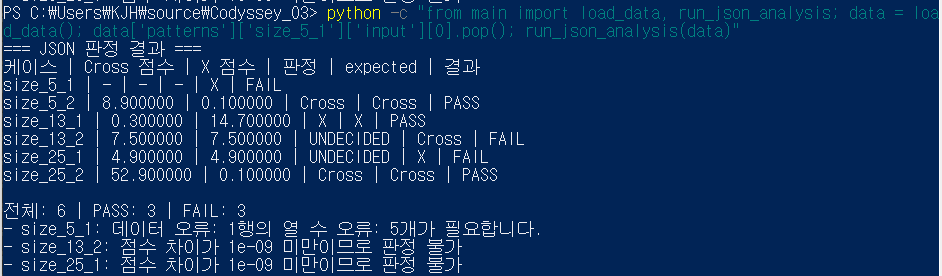 PS C:\Users\KJH\source\Codyssey_03> python -c "from main import load_data, run_json_analysis; data = loa
d_data(); data['patterns']['size_5_1']['input'][0].pop(); run_json_analysis(data)"
=== JSON 판정 결과 ===
케이스 | Cross 점수 | X 점수 | 판정 | expected | 결과
size_5_1 | - | - | - | X | FAIL
size_5_2 | 8.900000 | 0.100000 | Cross | Cross | PASS
size_13_1 | 0.300000 | 14.700000 | X | X | PASS
size_13_2 | 7.500000 | 7.500000 | UNDECIDED | Cross | FAIL
size_25_1 | 4.900000 | 4.900000 | UNDECIDED | X | FAIL
size_25_2 | 52.900000 | 0.100000 | Cross | Cross | PASS
전체: 6 | PASS: 3 | FAIL: 3
- size_5_1: 데이터 오류: 1행의 열 수 오류: 5개가 필요합니다.
- size_13_2: 점수 차이가 1e-09 미만이므로 판정 불가
- size_25_1: 점수 차이가 1e-09 미만이므로 판정 불가